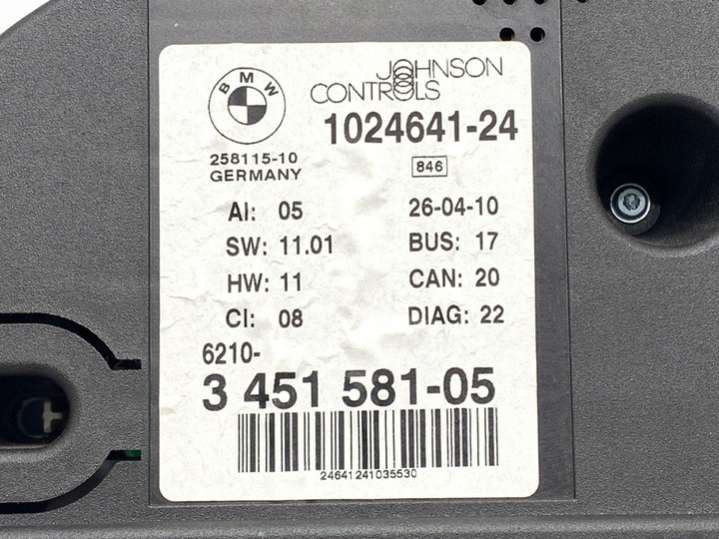 BMW
JOHNSON
CONTROLS
1024641-24
258115-10
GERMANY
846
AI: 05 26-04-10
SW: 11.01 BUS: 17
HW: 11 CAN: 20
CI: 08 DIAG: 22
6210-
3 451 581-05
24641241035530